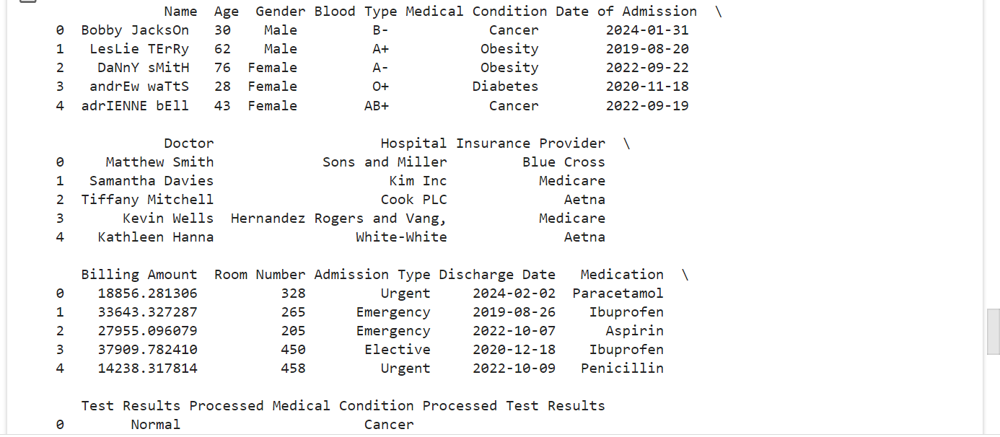 Name Age Gender Blood Type Medical Condition Date of Admission \
0 Bobby JacksOn 30 Male B- Cancer 2024-01-31
1 LesLie TErRy 62 Male A+ Obesity 2019-08-20
2 DaNnY sMitH 76 Female A- Obesity 2022-09-22
3 andrEw waTtS 28 Female O+ Diabetes 2020-11-18
4 adrIENNE bEll 43 Female AB+ Cancer 2022-09-19
Doctor Hospital Insurance Provider \
0 Matthew Smith Sons and Miller Blue Cross
1 Samantha Davies Kim Inc Medicare
2 Tiffany Mitchell Cook PLC Aetna
3 Kevin Wells Hernandez Rogers and Vang, Medicare
4 Kathleen Hanna White-White Aetna
Billing Amount Room Number Admission Type Discharge Date Medication \
0 18856.281306 328 Urgent 2024-02-02 Paracetamol
1 33643.327287 265 Emergency 2019-08-26 Ibuprofen
2 27955.096079 205 Emergency 2022-10-07 Aspirin
3 37909.782410 450 Elective 2020-12-18 Ibuprofen
4 14238.317814 458 Urgent 2022-10-09 Penicillin
Test Results Processed Medical Condition Processed Test Results
0 Normal Cancer